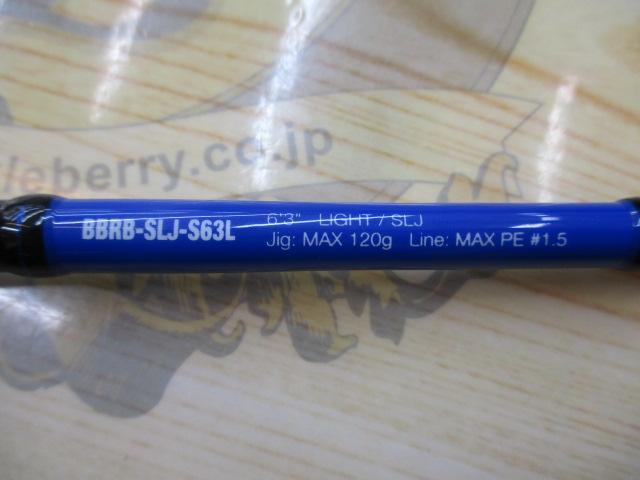 leberry.co.jp
BBRB-SLJ-S63L
6'3" LIGHT / SLJ
Jig: MAX 120g Line: MAX PE #1.5